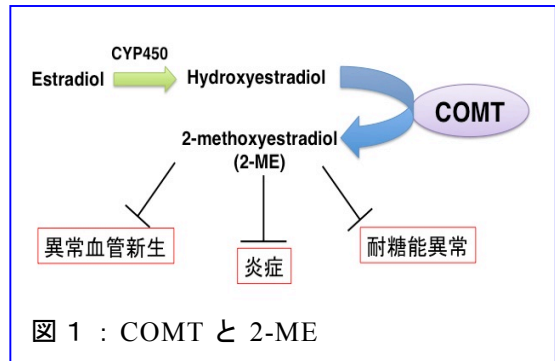 CYP450
Estradiol
Hydroxyestradiol
COMT
2-methoxyestradiol
(2-ME)
異常血管新生
炎症
耐糖能異常
図 1 : COMT と 2-ME